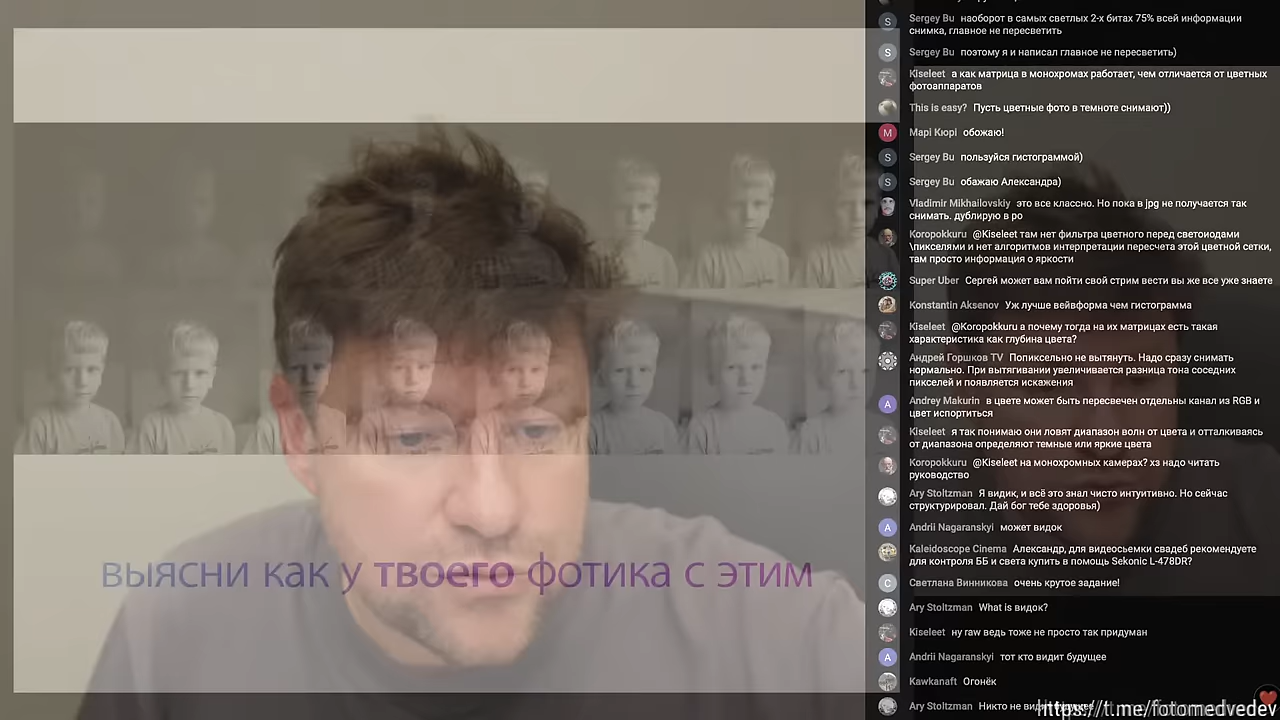 выясни как у твоего фотика с этим
Sergey Bu наоборот в самых светлых 2-х битах 75% всей информации
снимка, главное не пересветить
Sergey Bu поэтому я и написал главное не пересветить)
Kiseleet а как матрица в монохромах работает, чем отличается от цветных
фотоаппаратов
This is easy? Пусть цветные фото в темноте снимают))
М Марі Кюрі обожаю!
S Sergey Bu пользуйся гистограммой)
S Sergey Bu обажаю Александра)
Vladimir Mikhailovskiy это все классно. Но пока в jpg не получается так
снимать. дублирую в ро
Koropokkuru @Kiseleet там нет фильтра цветного перед светоиодами
\пикселями и нет алгоритмов интерпретации пересчета этой цветной сетки,
там просто информация о яркости
Super Uber Сергей может вам пойти свой стрим вести вы же все уже знаете
Konstantin Aksenov Уж лучше вейвформа чем гистограмма
Kiseleet @Koropokkuru а почему тогда на их матрицах есть такая
характеристика как глубина цвета?
Андрей Горшков TV Попиксельно не вытянуть. Надо сразу снимать
нормально. При вытягивании увеличивается разница тона соседних
пикселей и появляется искажения
A Andrey Makurin в цвете может быть пересвечен отдельны канал из RGB и
цвет испортиться
Kiseleet я так понимаю они ловят диапазон волн от цвета и отталкиваясь
от диапазона определяют темные или яркие цвета
Koropokkuru @Kiseleet на монохромных камерах? хз надо читать
руководство
Ary Stoltzman Я видик, и всё это знал чисто интуитивно. Но сейчас
структурировал. Дай бог тебе здоровья)
A Andrii Nagaranskyi может видок
Kaleidoscope Cinema Александр, для видеосьемки свадеб рекомендуете
для контроля ББ и света купить в помощь Sekonic L-478DR?
С Светлана Винникова очень крутое задание!
Ary Stoltzman What is видок?
Kiseleet ну raw ведь тоже не просто так придуман
A Andrii Nagaranskyi тот кто видит будущее
Kawkanaft Огонёк
Ary Stoltzman Никто не
https://t.me/fotomedvedev